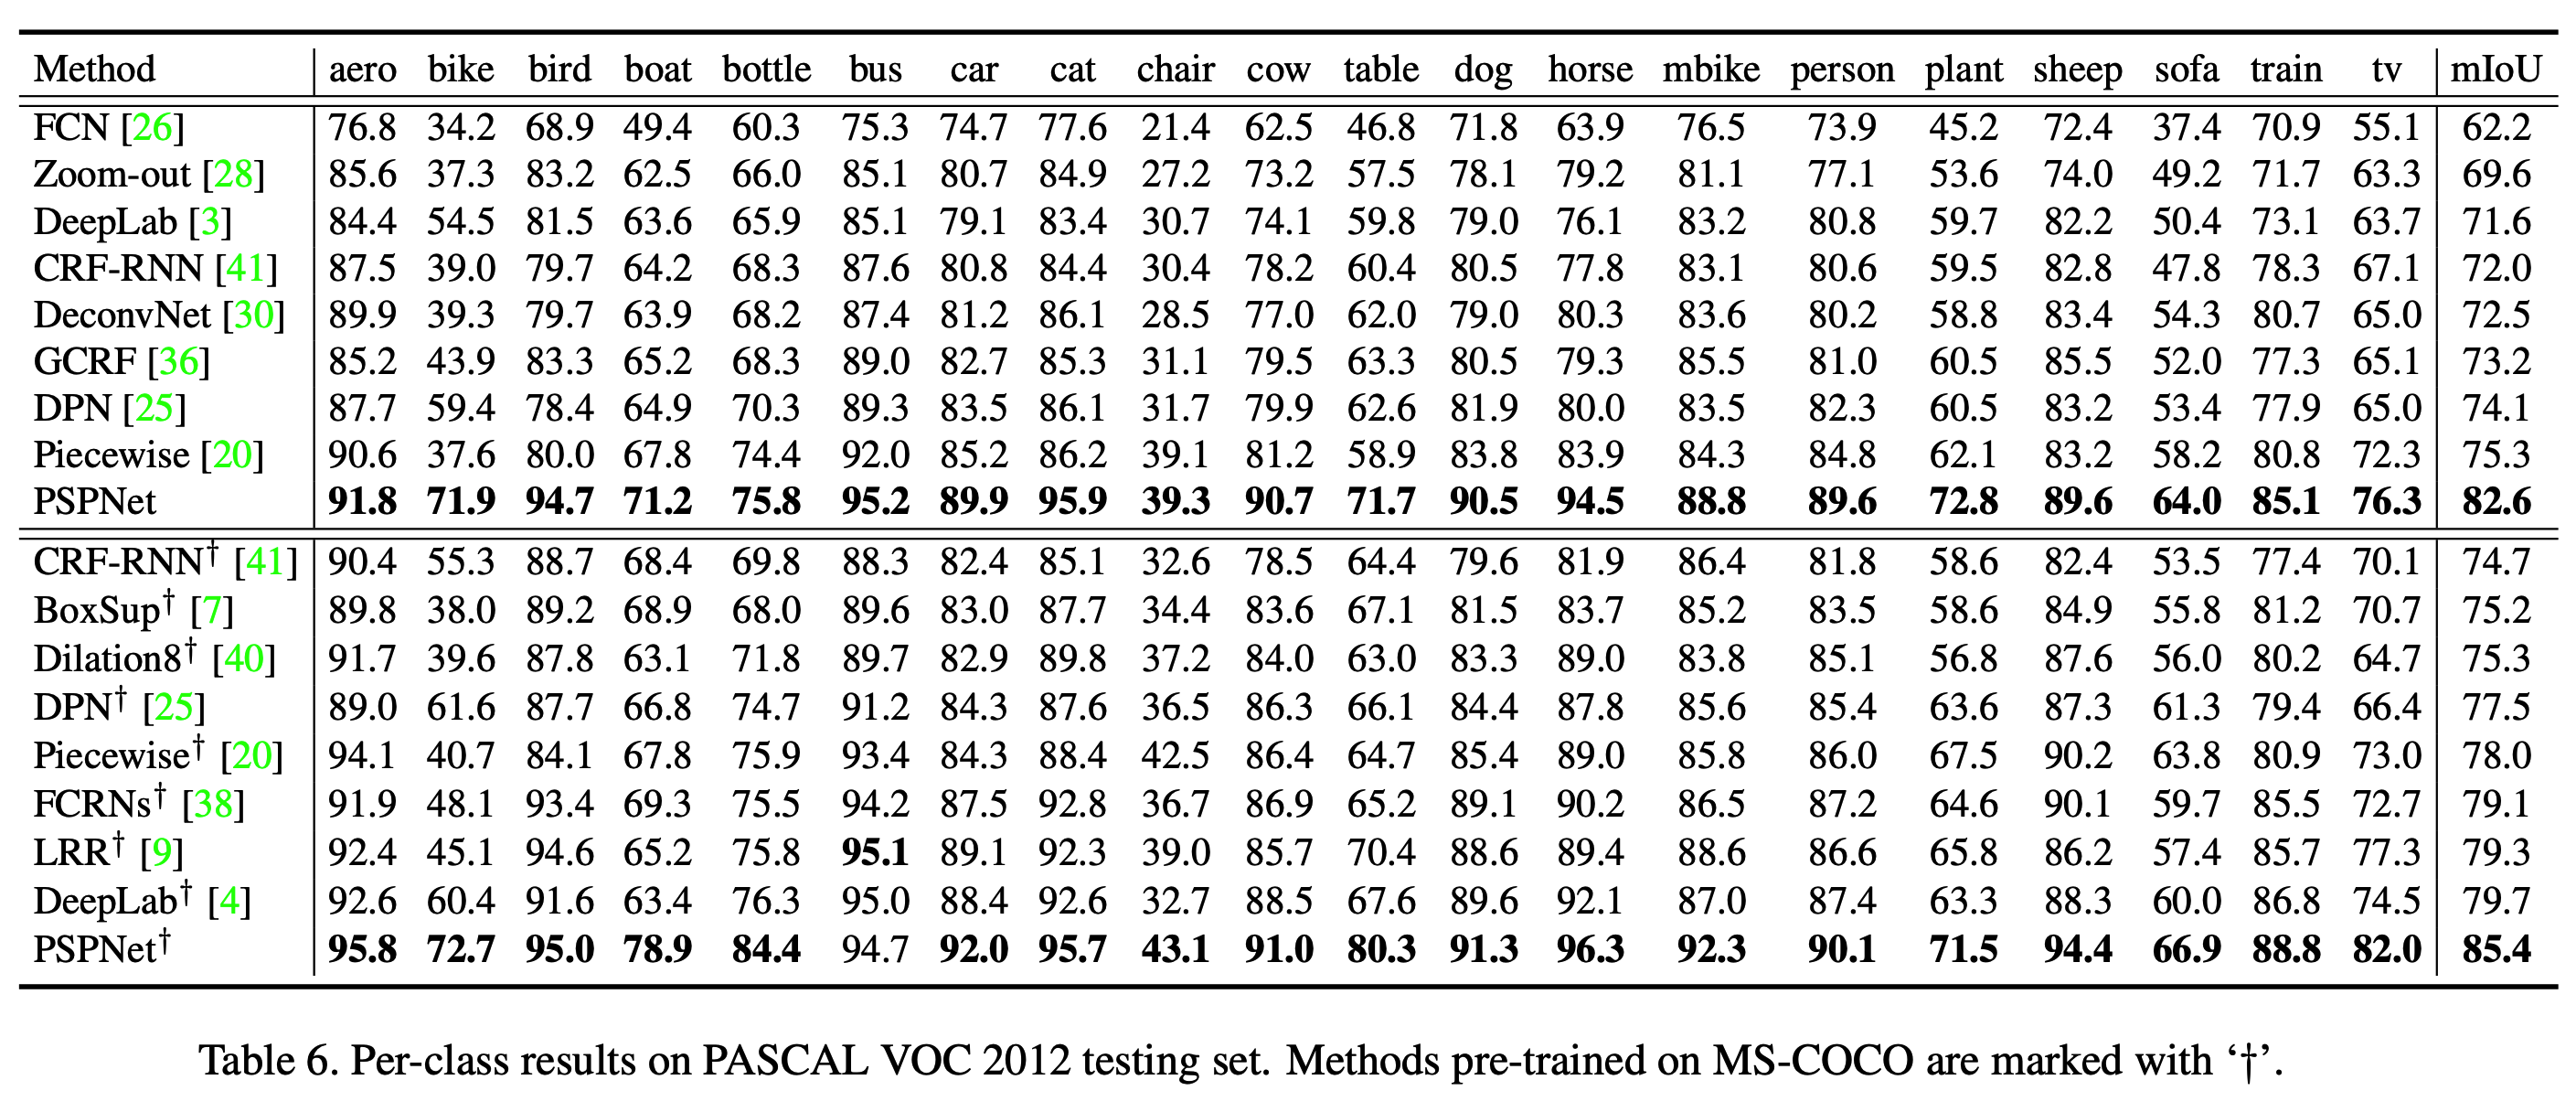 Method aero bike bird boat bottle bus car cat chair cow table dog horse mbike person plant sheep sofa train tv mIoU
FCN [26] 76.8 34.2 68.9 49.4 60.3 75.3 74.7 77.6 21.4 62.5 46.8 71.8 63.9 76.5 73.9 45.2 72.4 37.4 70.9 55.1 62.2
Zoom-out [28] 85.6 37.3 83.2 62.5 66.0 85.1 80.7 84.9 27.2 73.2 57.5 78.1 79.2 81.1 77.1 53.6 74.0 49.2 71.7 63.3 69.6
DeepLab [3] 84.4 54.5 81.5 63.6 65.9 85.1 79.1 83.4 30.7 74.1 59.8 79.0 76.1 83.2 80.8 59.7 82.2 50.4 73.1 63.7 71.6
CRF-RNN [41] 87.5 39.0 79.7 64.2 68.3 87.6 80.8 84.4 30.4 78.2 60.4 80.5 77.8 83.1 80.6 59.5 82.8 47.8 78.3 67.1 72.0
DeconvNet [30] 89.9 39.3 79.7 63.9 68.2 87.4 81.2 86.1 28.5 77.0 62.0 79.0 80.3 83.6 80.2 58.8 83.4 54.3 80.7 65.0 72.5
GCRF [36] 85.2 43.9 83.3 65.2 68.3 89.0 82.7 85.3 31.1 79.5 63.3 80.5 79.3 85.5 81.0 60.5 85.5 52.0 77.3 65.1 73.2
DPN [25] 87.7 59.4 78.4 64.9 70.3 89.3 83.5 86.1 31.7 79.9 62.6 81.9 80.0 83.5 82.3 60.5 83.2 53.4 77.9 65.0 74.1
Piecewise [20] 90.6 37.6 80.0 67.8 74.4 92.0 85.2 86.2 39.1 81.2 58.9 83.8 83.9 84.3 84.8 62.1 83.2 58.2 80.8 72.3 75.3
PSPNet 91.8 71.9 94.7 71.2 75.8 95.2 89.9 95.9 39.3 90.7 71.7 90.5 94.5 88.8 89.6 72.8 89.6 64.0 85.1 76.3 82.6
CRF-RNN† [41] 90.4 55.3 88.7 68.4 69.8 88.3 82.4 85.1 32.6 78.5 64.4 79.6 81.9 86.4 81.8 58.6 82.4 53.5 77.4 70.1 74.7
BoxSup† [7] 89.8 38.0 89.2 68.9 68.0 89.6 83.0 87.7 34.4 83.6 67.1 81.5 83.7 85.2 83.5 58.6 84.9 55.8 81.2 70.7 75.2
Dilation8† [40] 91.7 39.6 87.8 63.1 71.8 89.7 82.9 89.8 37.2 84.0 63.0 83.3 89.0 83.8 85.1 56.8 87.6 56.0 80.2 64.7 75.3
DPN† [25] 89.0 61.6 87.7 66.8 74.7 91.2 84.3 87.6 36.5 86.3 66.1 84.4 87.8 85.6 85.4 63.6 87.3 61.3 79.4 66.4 77.5
Piecewise† [20] 94.1 40.7 84.1 67.8 75.9 93.4 84.3 88.4 42.5 86.4 64.7 85.4 89.0 85.8 86.0 67.5 90.2 63.8 80.9 73.0 78.0
FCRNs† [38] 91.9 48.1 93.4 69.3 75.5 94.2 87.5 92.8 36.7 86.9 65.2 89.1 90.2 86.5 87.2 64.6 90.1 59.7 85.5 72.7 79.1
LRR† [9] 92.4 45.1 94.6 65.2 75.8 95.1 89.1 92.3 39.0 85.7 70.4 88.6 89.4 88.6 86.6 65.8 86.2 57.4 85.7 77.3 79.3
DeepLab† [4] 92.6 60.4 91.6 63.4 76.3 95.0 88.4 92.6 32.7 88.5 67.6 89.6 92.1 87.0 87.4 63.3 88.3 60.0 86.8 74.5 79.7
PSPNet† 95.8 72.7 95.0 78.9 84.4 94.7 92.0 95.7 43.1 91.0 80.3 91.3 96.3 92.3 90.1 71.5 94.4 66.9 88.8 82.0 85.4
Table 6. Per-class results on PASCAL VOC 2012 testing set. Methods pre-trained on MS-COCO are marked with ‘†’.